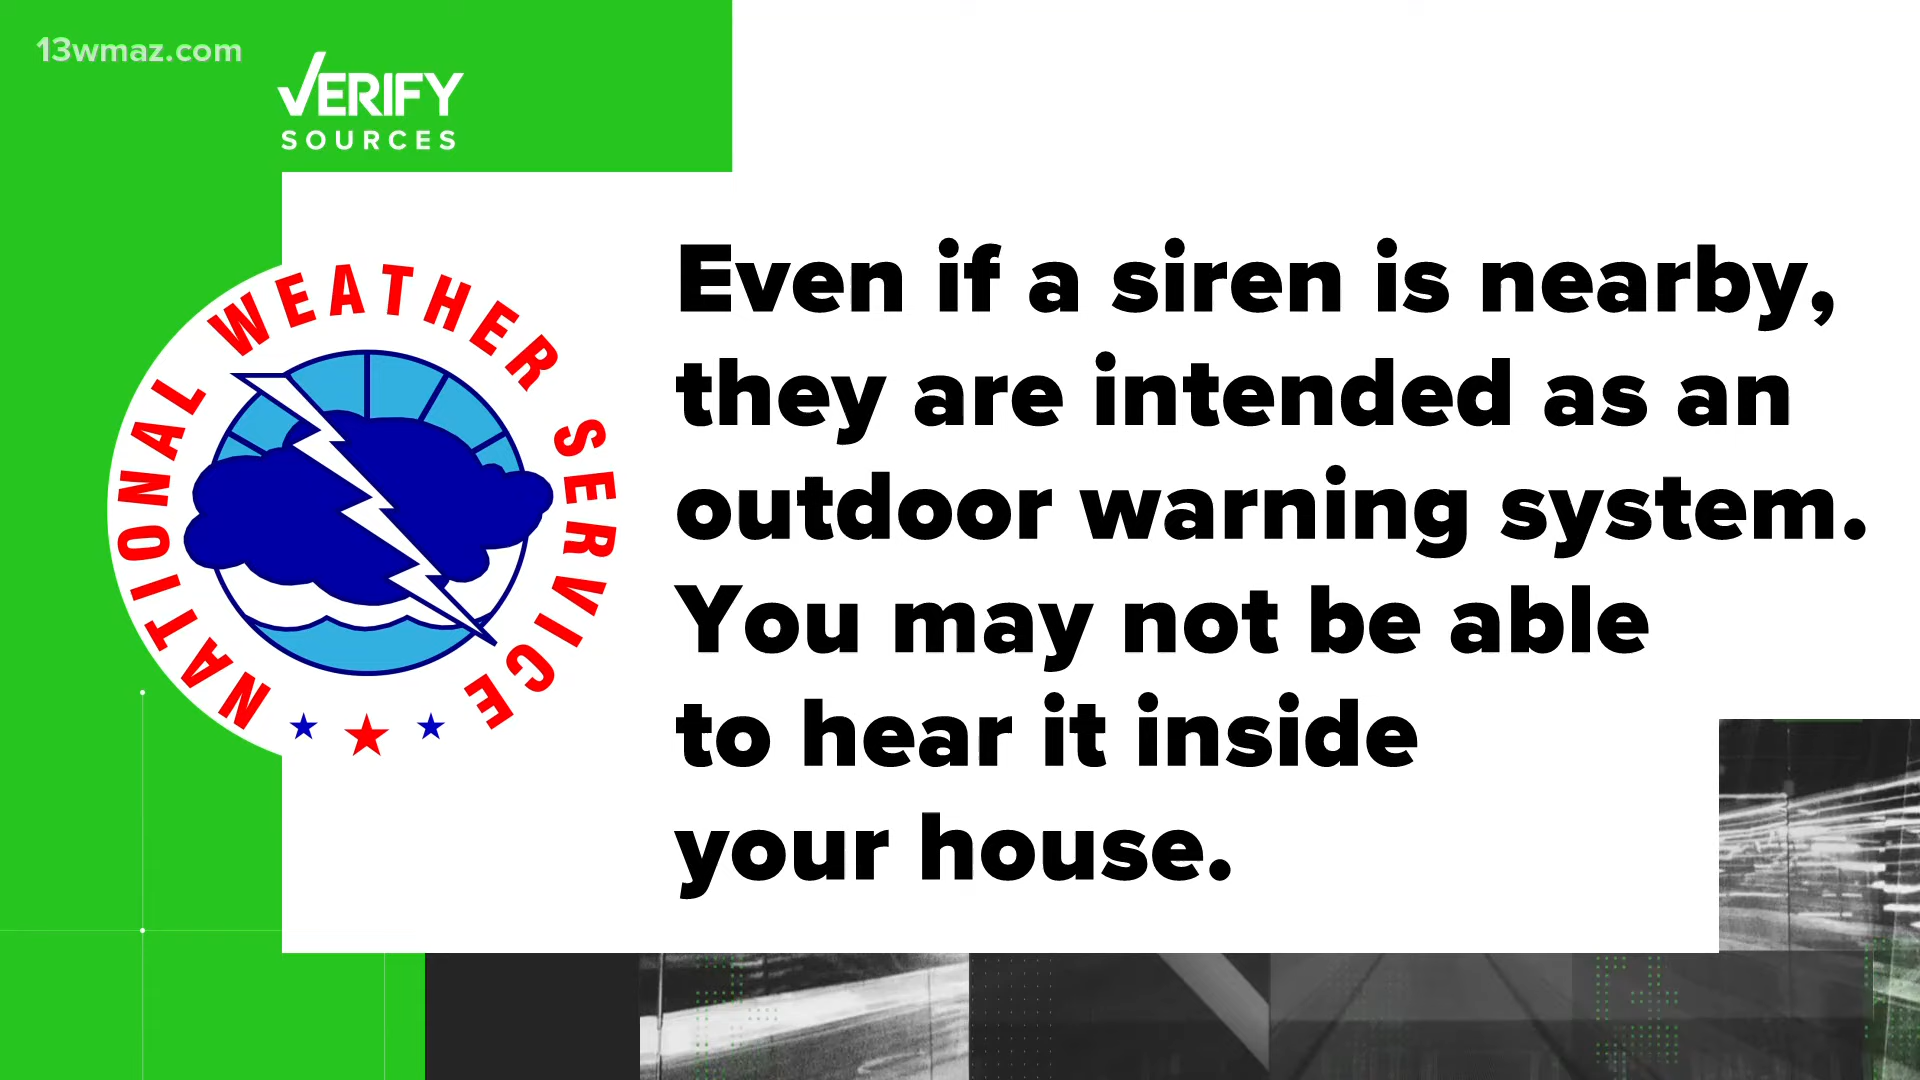 13wmaz.com
VERIFY
SOURCES
NATIONAL WEATHER SERVICE
Even if a siren is nearby,
they are intended as an
outdoor warning system.
You may not be able
to hear it inside
your house.